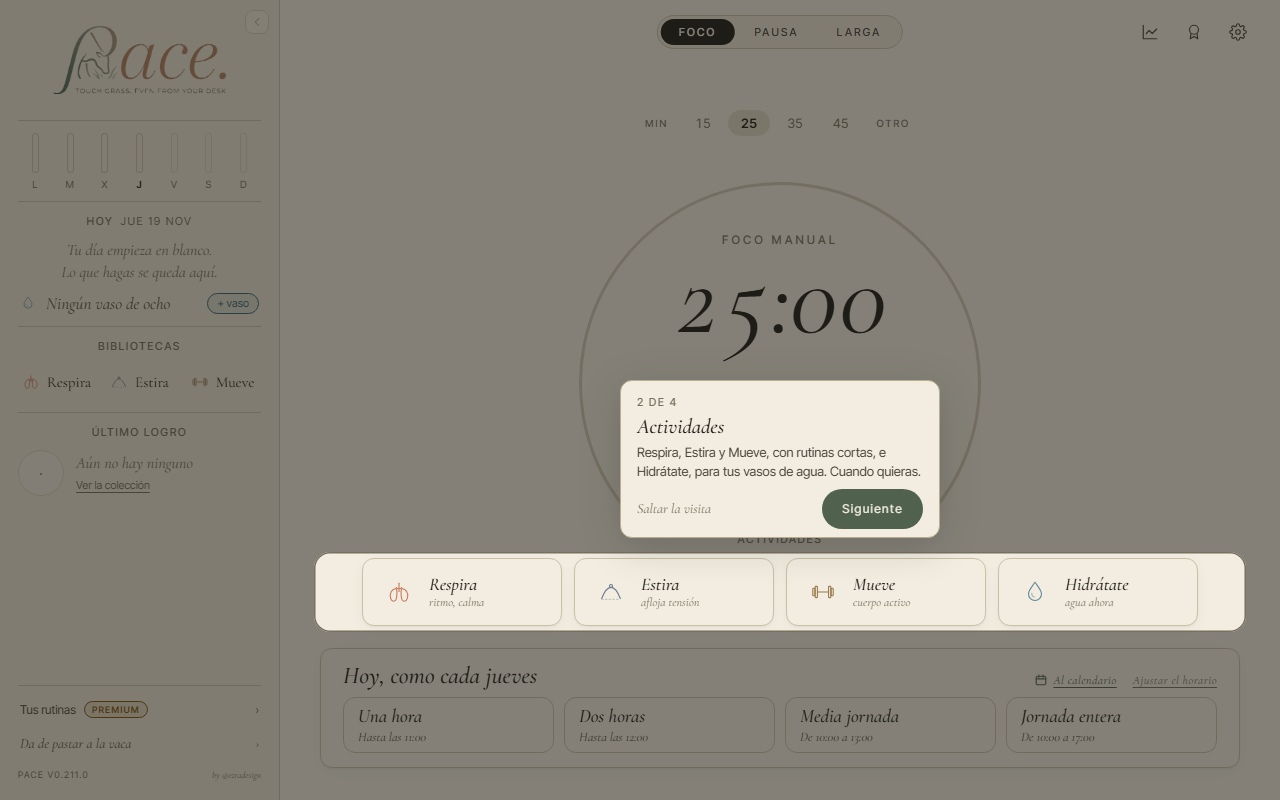 Pace.
TOUCH GRASS, EVEN FROM YOUR DESK
L M X J V S D
HOY JUE 19 NOV
Tu día empieza en blanco.
Lo que hagas se queda aquí.
Ningún vaso de ocho
+ vaso
BIBLIOTECAS
Respira Estira Mueve
ÚLTIMO LOGRO
Aún no hay ninguno
Ver la colección
Tus rutinas PREMIUM ›
Da de pastar a la vaca ›
PACE V0.211.0
by @eeadesign
FOCO PAUSA LARGA
MIN 15 25 35 45 OTRO
FOCO MANUAL
25:00
2 DE 4
Actividades
Respira, Estira y Mueve, con rutinas cortas, e
Hidrátate, para tus vasos de agua. Cuando quieras.
Saltar la visita
Siguiente
ACTIVIDADES
Respira
ritmo, calma
Estira
afloja tensión
Mueve
cuerpo activo
Hidrátate
agua ahora
Hoy, como cada jueves
Al calendario Ajustar el horario
Una hora
Hasta las 11:00
Dos horas
Hasta las 12:00
Media jornada
De 10:00 a 13:00
Jornada entera
De 10:00 a 17:00